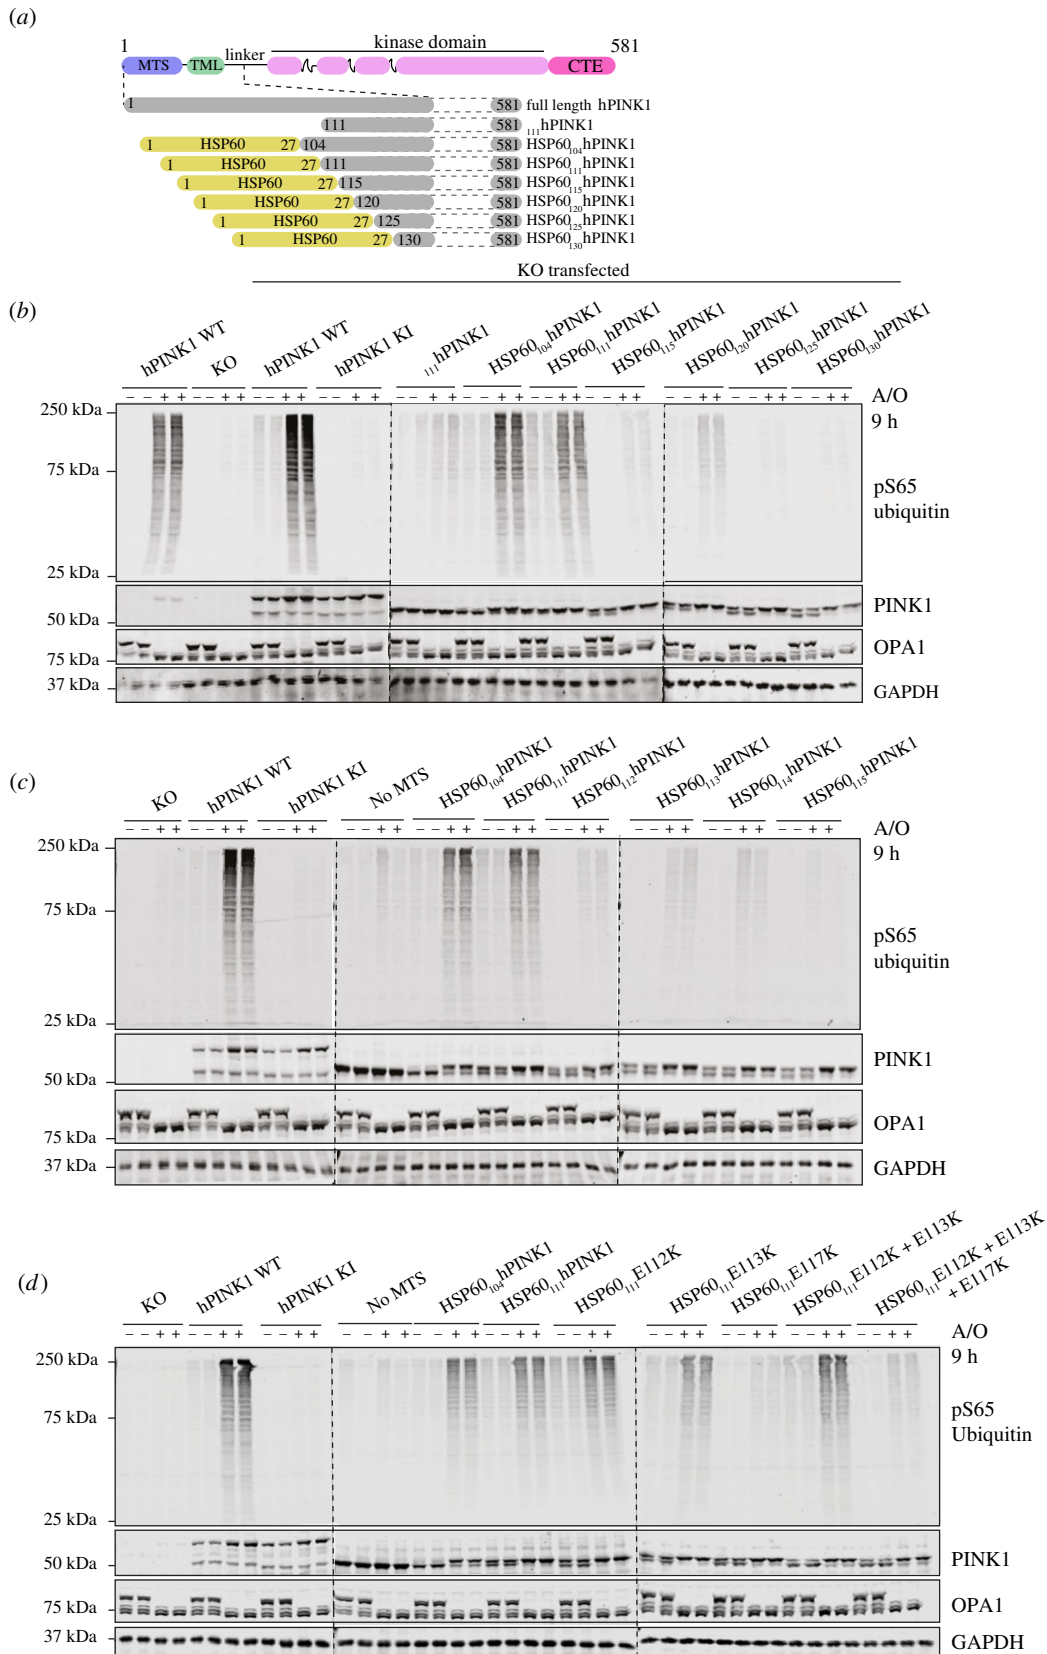 (a)
1 kinase domain 581
MTS TML linker CTE
1 581 full length hPINK1
111 581 111hPINK1
1 HSP60 27 104 581 HSP60104hPINK1
1 HSP60 27 111 581 HSP60111hPINK1
1 HSP60 27 115 581 HSP60115hPINK1
1 HSP60 27 120 581 HSP60120hPINK1
1 HSP60 27 125 581 HSP60125hPINK1
1 HSP60 27 130 581 HSP60130hPINK1
KO transfected
(b)
hPINK1 WT KO hPINK1 WT hPINK1 KI 111hPINK1 HSP60104hPINK1 HSP60111hPINK1 HSP60115hPINK1 HSP60120hPINK1 HSP60125hPINK1 HSP60130hPINK1
– – + + – – + + – – + + – – + + – – + + – – + + – – + + – – + + – – + + – – + + – – + + A/O
9 h
250 kDa
75 kDa
25 kDa
pS65
ubiquitin
50 kDa PINK1
75 kDa OPA1
37 kDa GAPDH
(c)
KO hPINK1 WT hPINK1 KI No MTS HSP60104hPINK1 HSP60111hPINK1 HSP60112hPINK1 HSP60113hPINK1 HSP60114hPINK1 HSP60115hPINK1
– – + + – – + + – – + + – – + + – – + + – – + + – – + + – – + + – – + + – – + + A/O
9 h
250 kDa
75 kDa
25 kDa
pS65
ubiquitin
50 kDa PINK1
75 kDa OPA1
37 kDa GAPDH
(d)
KO hPINK1 WT hPINK1 KI No MTS HSP60104hPINK1 HSP60111hPINK1 HSP60111E112K HSP60111E113K HSP60111E117K HSP60111E112K + E113K HSP60111E112K + E113K
+ E117K
– – + + – – + + – – + + – – + + – – + + – – + + – – + + – – + + – – + + – – + + – – + + A/O
9 h
250 kDa
75 kDa
25 kDa
pS65
Ubiquitin
50 kDa PINK1
75 kDa OPA1
37 kDa GAPDH